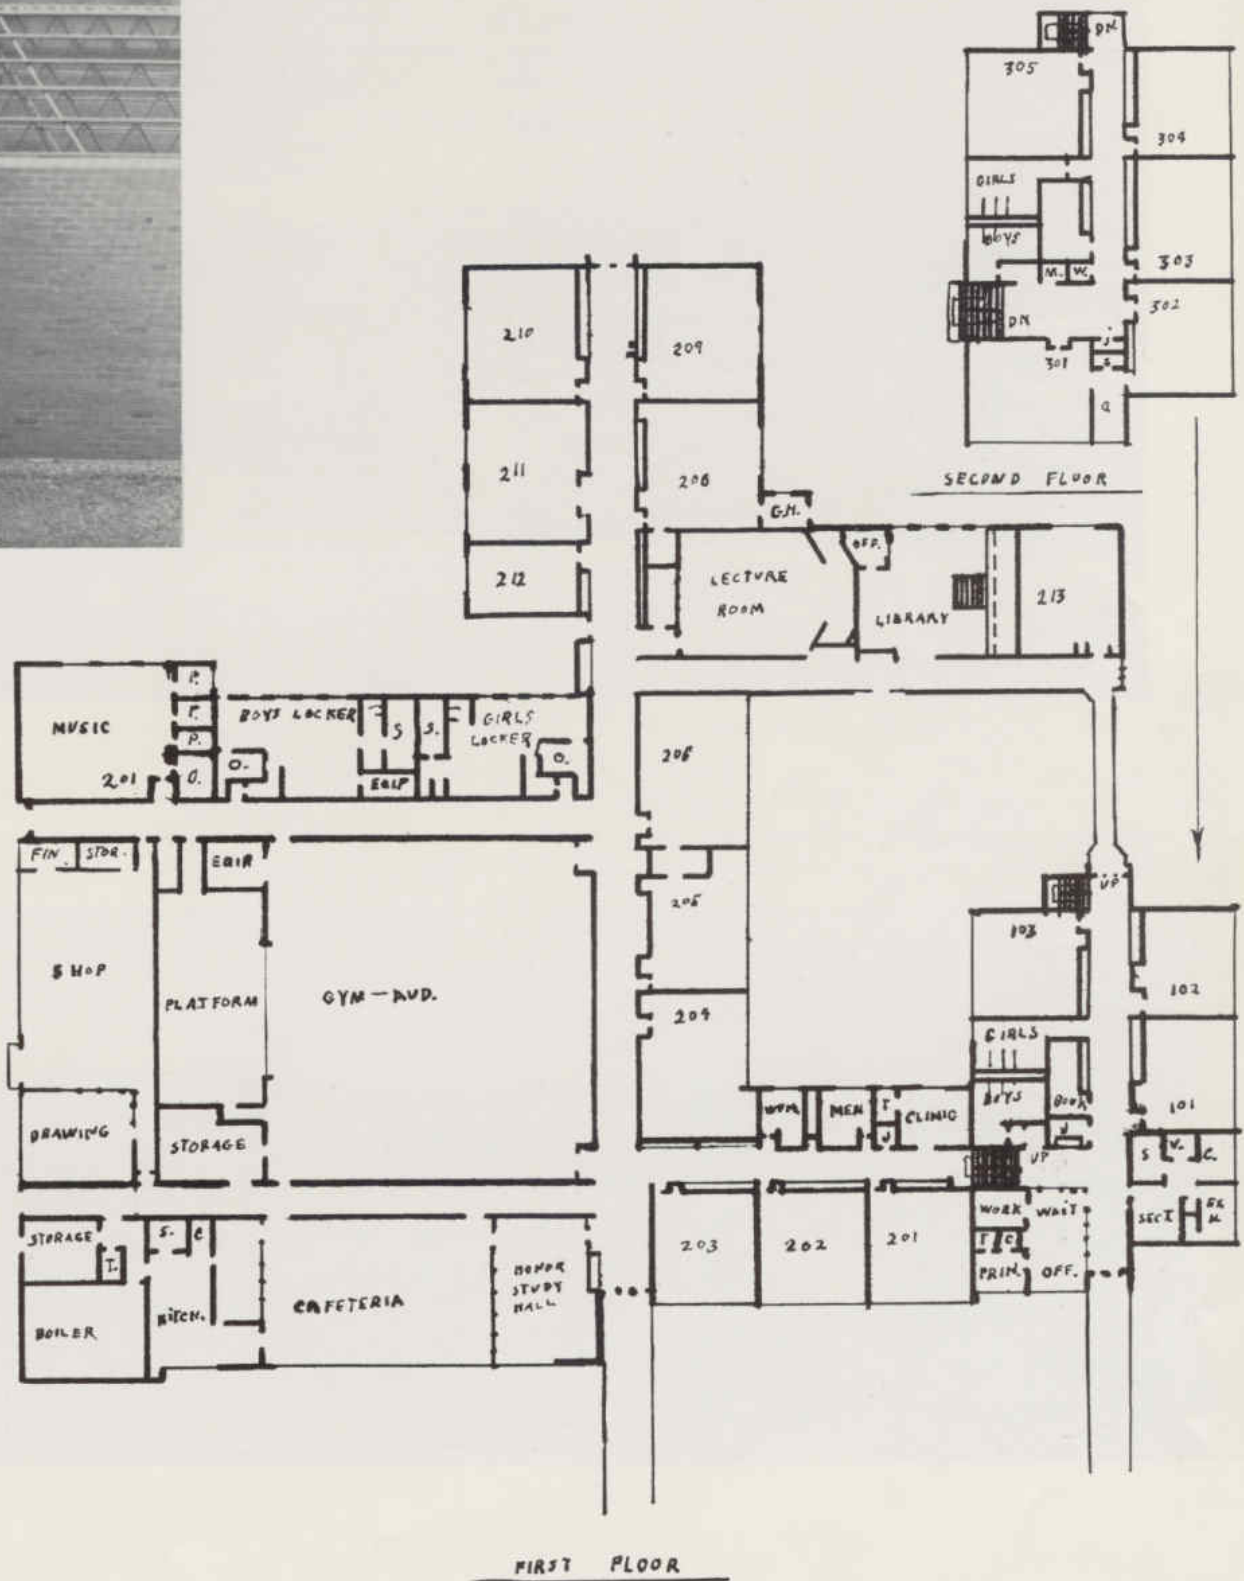 DN
305
304
GIRLS
BOYS
303
M. W.
302
DN
301
J
S
SECOND FLOOR
210
209
211
208
G.H.
OFF.
212
LECTURE
ROOM
LIBRARY
213
P.
P.
P.
MUSIC
BOYS LOCKER
S
S.
GIRLS
LOCKER
O.
O.
O.
201
EQIP
206
FIN.
STOR.
EQIP
UP
205
103
SHOP
PLATFORM
GYM-AUD.
204
102
GIRLS
WOM
MEN
T
J
CLINIC
BOYS
BOOK
J
101
DRAWING
STORAGE
UP
S
V.
C.
STORAGE
S.
C
WORK
WAIT
SECT
203
202
201
T.
T
C
HONOR
STUDY
HALL
PRIN.
OFF.
BOILER
KITCH.
CAFETERIA
FIRST FLOOR